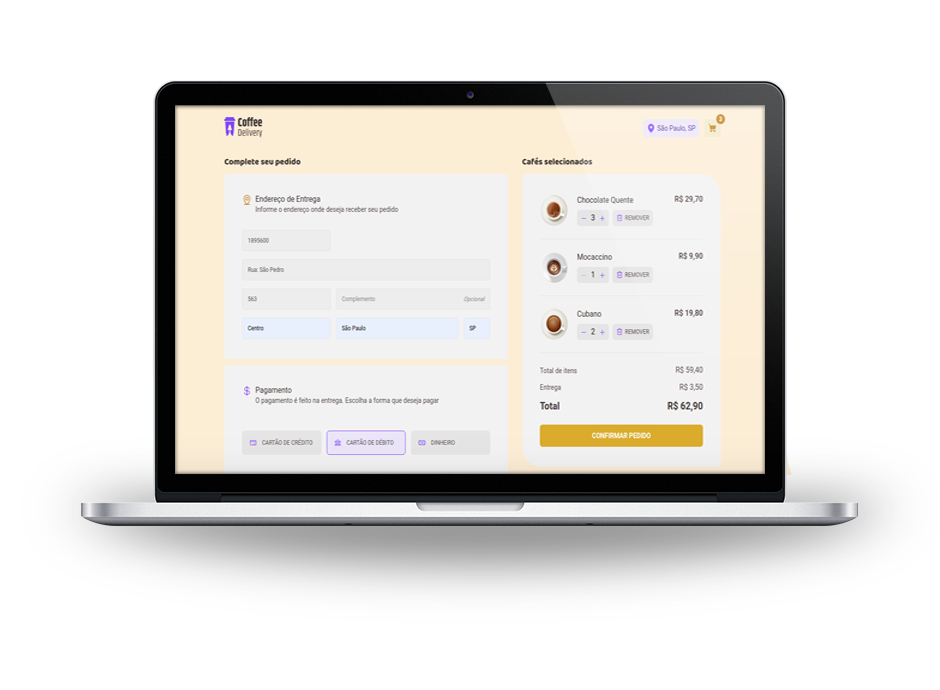 Coffee
Delivery
São Paulo, SP
3
Complete seu pedido
Endereço de Entrega
Informe o endereço onde deseja receber seu pedido
1895600
Rua: São Pedro
563
Complemento
Opcional
Centro
São Paulo
SP
Pagamento
O pagamento é feito na entrega. Escolha a forma que deseja pagar
CARTÃO DE CRÉDITO
CARTÃO DE DÉBITO
DINHEIRO
Cafés selecionados
Chocolate Quente
R$ 29,70
− 3 +
REMOVER
Mocaccino
R$ 9,90
− 1 +
REMOVER
Cubano
R$ 19,80
− 2 +
REMOVER
Total de itens
R$ 59,40
Entrega
R$ 3,50
Total
R$ 62,90
CONFIRMAR PEDIDO